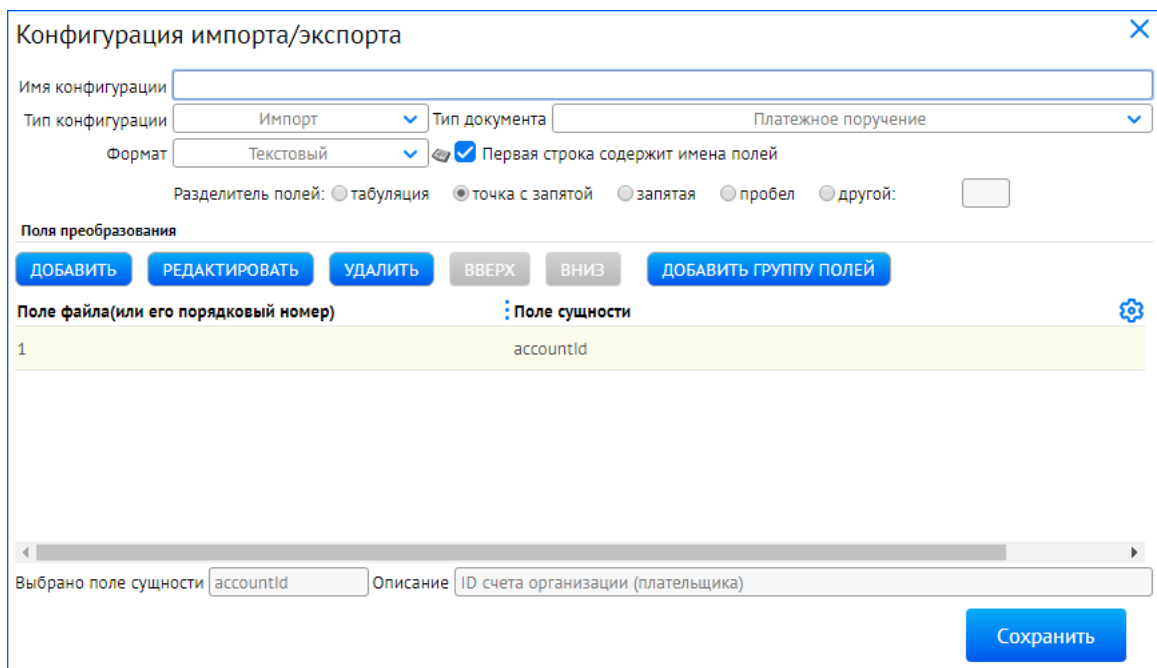 Конфигурация импорта/экспорта
Имя конфигурации
Тип конфигурации Импорт Тип документа Платежное поручение
Формат Текстовый Первая строка содержит имена полей
Разделитель полей: табуляция точка с запятой запятая пробел другой:
Поля преобразования
ДОБАВИТЬ РЕДАКТИРОВАТЬ УДАЛИТЬ ВВЕРХ ВНИЗ ДОБАВИТЬ ГРУППУ ПОЛЕЙ
Поле файла(или его порядковый номер) Поле сущности
1 accountId
Выбрано поле сущности accountId Описание ID счета организации (плательщика)
Сохранить